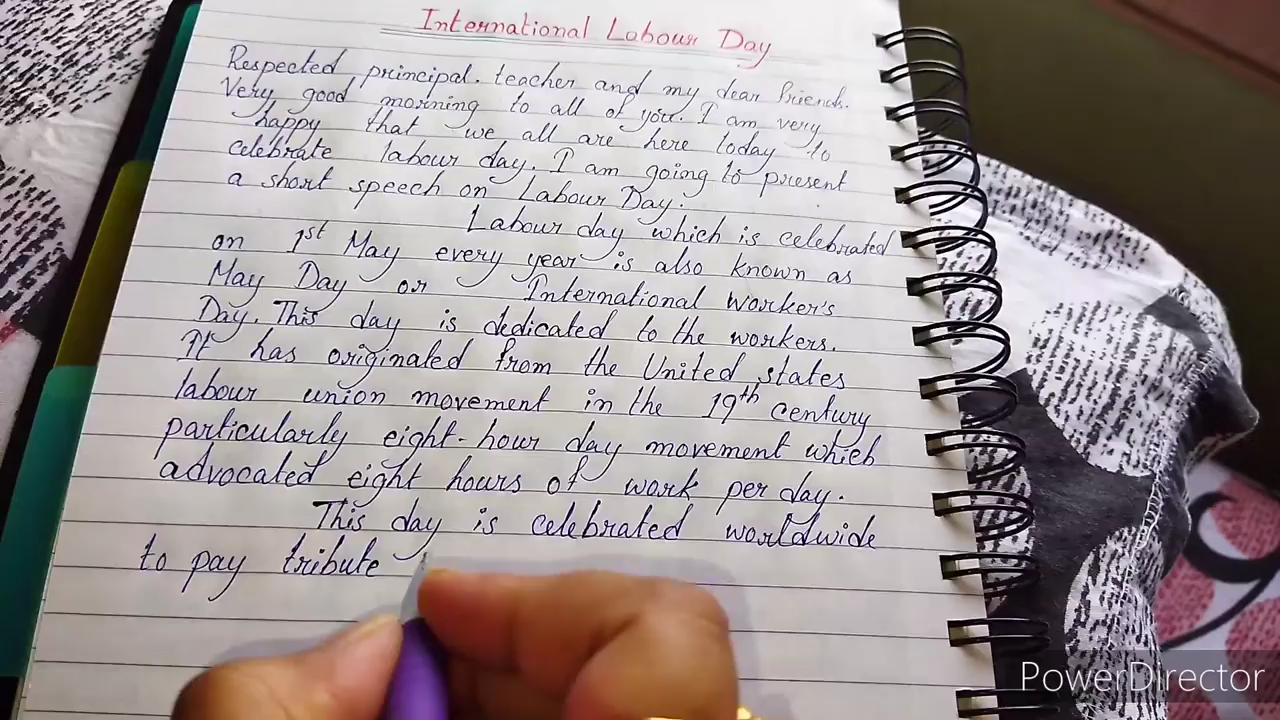 International Labour Day
Respected, principal. teacher and my dear friends.
Very good morning to all of you. I am very
happy that we all are here today to
celebrate labour day. I am going to present
a short speech on Labour Day.
Labour day which is celebrated
on 1st May every year is also known as
May Day or International worker's
Day. This day is dedicated to the workers.
It has originated from the United states
labour union movement in the 19th century
particularly eight-hour day movement which
advocated eight hours of work per day.
This day is celebrated worldwide
to pay tribute
PowerDirector